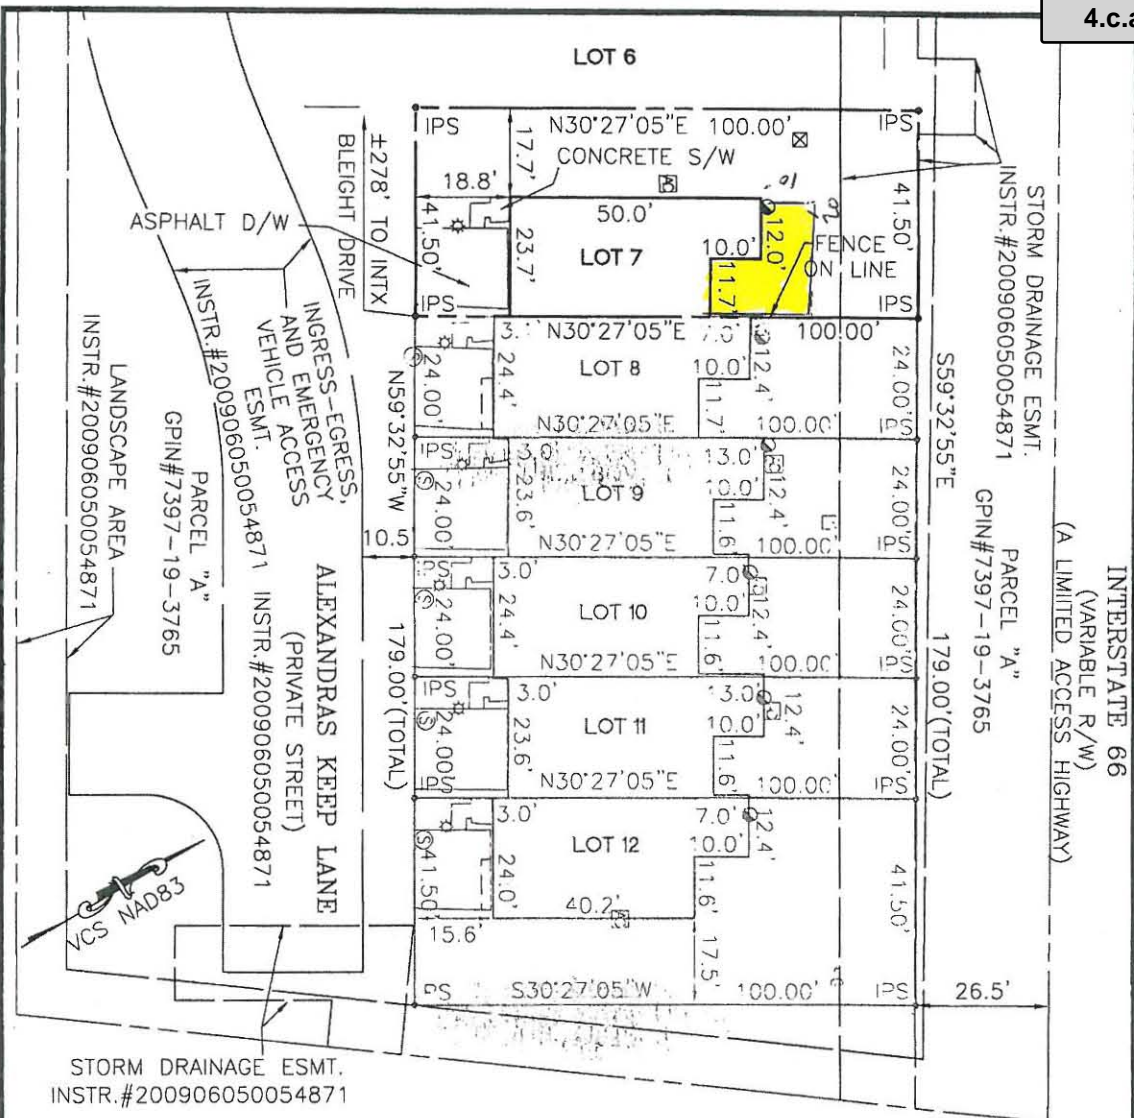 4.c.a
LOT 6
IPS
N30°27'05"E 100.00'
IPS
17.7'
CONCRETE S/W
10'
18.8'
41.50'
41.50'
50.0'
20'
±278' TO INTX
BLEIGHT DRIVE
ASPHALT D/W
23.7'
LOT 7
10.0'
12.0'
11.7'
FENCE
ON LINE
IPS
IPS
STORM DRAINAGE ESMT.
INSTR.#200906050054871
3.1'
N30°27'05"E
7.0'
100.00'
24.00'
24.4'
LOT 8
10.0'
12.4'
11.7'
24.00'
N30°27'05"E
100.00'
IPS
IPS
3.0'
13.0'
24.00'
23.6'
LOT 9
10.0'
12.4'
11.6'
24.00'
N30°27'05"E
100.00'
IPS
10.5'
3.0'
7.0'
24.00'
24.4'
LOT 10
10.0'
12.4'
11.6'
24.00'
N30°27'05"E
100.00'
IPS
IPS
3.0'
13.0'
24.00'
23.6'
LOT 11
10.0'
12.4'
11.6'
24.00'
N30°27'05"E
100.00'
IPS
IPS
3.0'
7.0'
41.50'
24.0'
LOT 12
10.0'
12.4'
11.6'
41.50'
40.2'
15.6'
17.5'
S30°27'05"W
100.00'
IPS
26.5'
N59°32'55"W
179.00'(TOTAL)
S59°32'55"E
179.00'(TOTAL)
INGRESS-EGRESS,
AND EMERGENCY
VEHICLE ACCESS
ESMT.
INSTR.#200906050054871
LANDSCAPE AREA
INSTR.#200906050054871
PARCEL "A"
GPIN#7397-19-3765
ALEXANDRAS KEEP LANE
(PRIVATE STREET)
INSTR.#200906050054871
PARCEL "A"
GPIN#7397-19-3765
INTERSTATE 66
(VARIABLE R/W)
(A LIMITED ACCESS HIGHWAY)
VCS NAD83
STORM DRAINAGE ESMT.
INSTR.#200906050054871